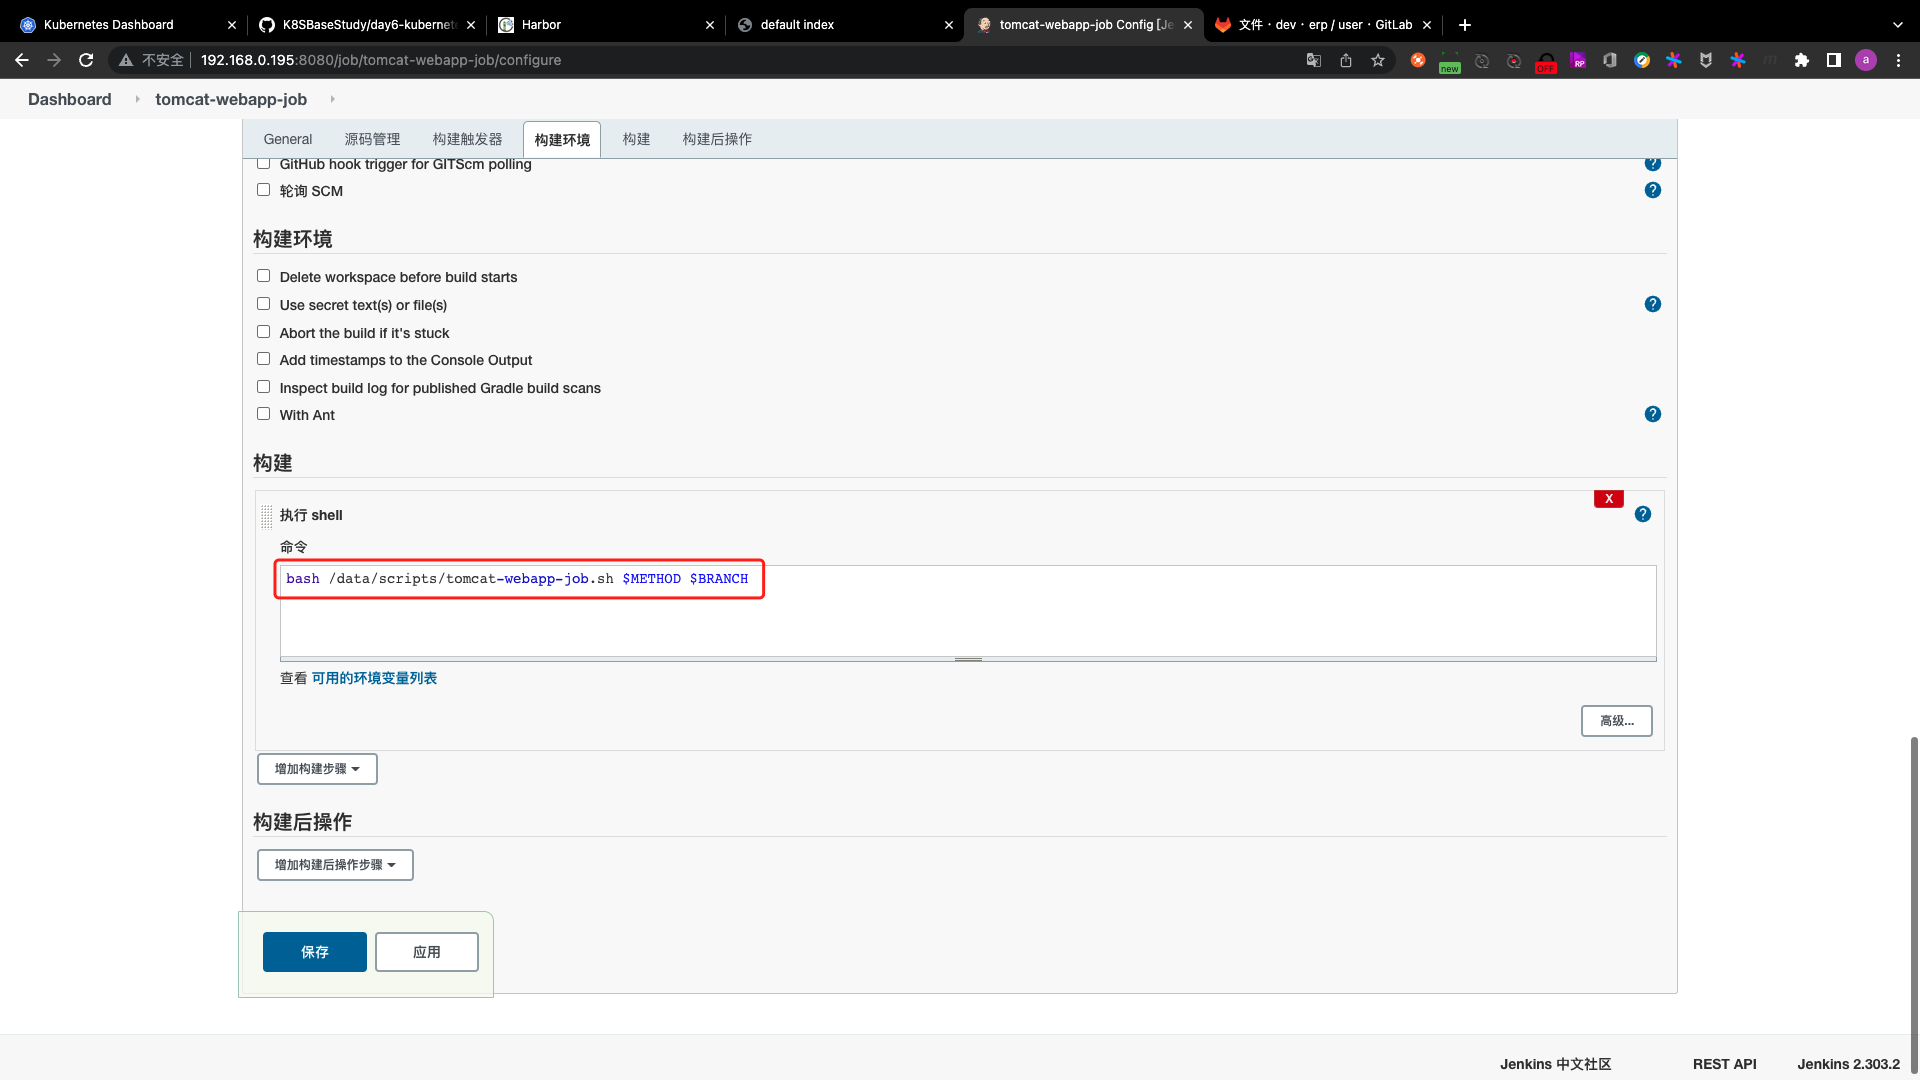 Kubernetes Dashboard
K8SBaseStudy/day6-kubernete
Harbor
default index
tomcat-webapp-job Config [Je
文件 · dev · erp / user · GitLab
不安全
192.168.0.195:8080/job/tomcat-webapp-job/configure
new
OFF
RP
a
Dashboard
tomcat-webapp-job
General
源码管理
构建触发器
构建环境
构建
构建后操作
GitHub hook trigger for GITScm polling
轮询 SCM
构建环境
Delete workspace before build starts
Use secret text(s) or file(s)
Abort the build if it's stuck
Add timestamps to the Console Output
Inspect build log for published Gradle build scans
With Ant
构建
X
执行 shell
命令
bash /data/scripts/tomcat-webapp-job.sh $METHOD $BRANCH
查看 可用的环境变量列表
高级...
增加构建步骤
构建后操作
增加构建后操作步骤
保存
应用
Jenkins 中文社区
REST API
Jenkins 2.303.2